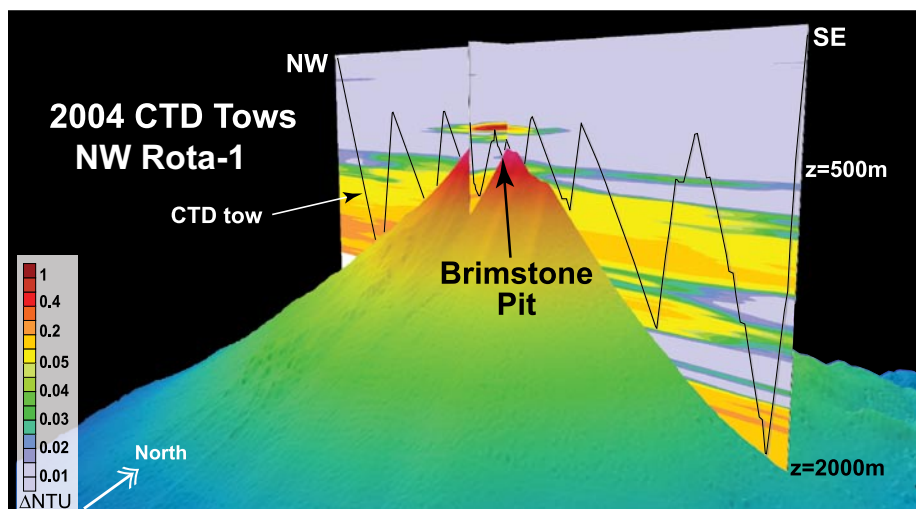 NW
SE
2004 CTD Tows
NW Rota-1
z=500m
CTD tow
Brimstone
Pit
1
0.4
0.2
0.05
0.04
0.03
0.02
0.01
ΔNTU
North
z=2000m